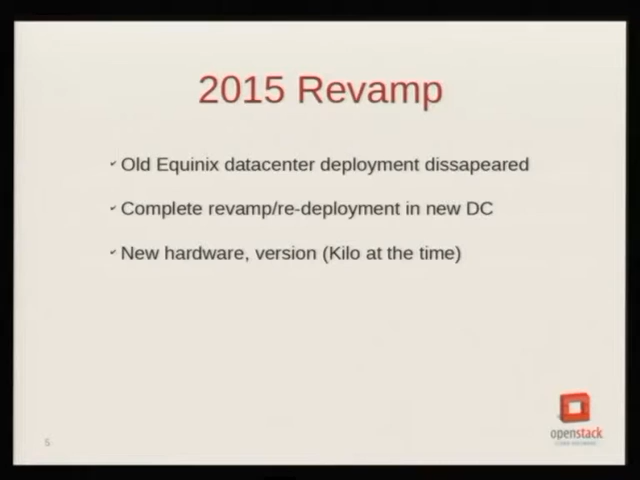 2015 Revamp
Old Equinix datacenter deployment dissapeared
Complete revamp/re-deployment in new DC
New hardware, version (Kilo at the time)
5
openstack